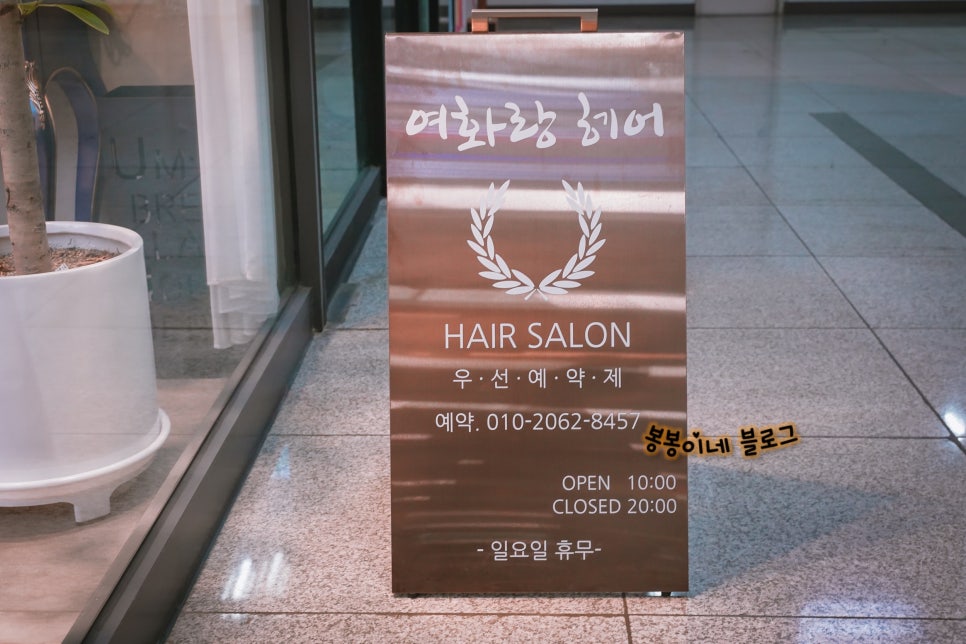 여화랑 헤어
HAIR SALON
우·선·예·약·제
예약. 010-2062-8457
봉봉이네 블로그
OPEN 10:00
CLOSED 20:00
- 일요일 휴무-